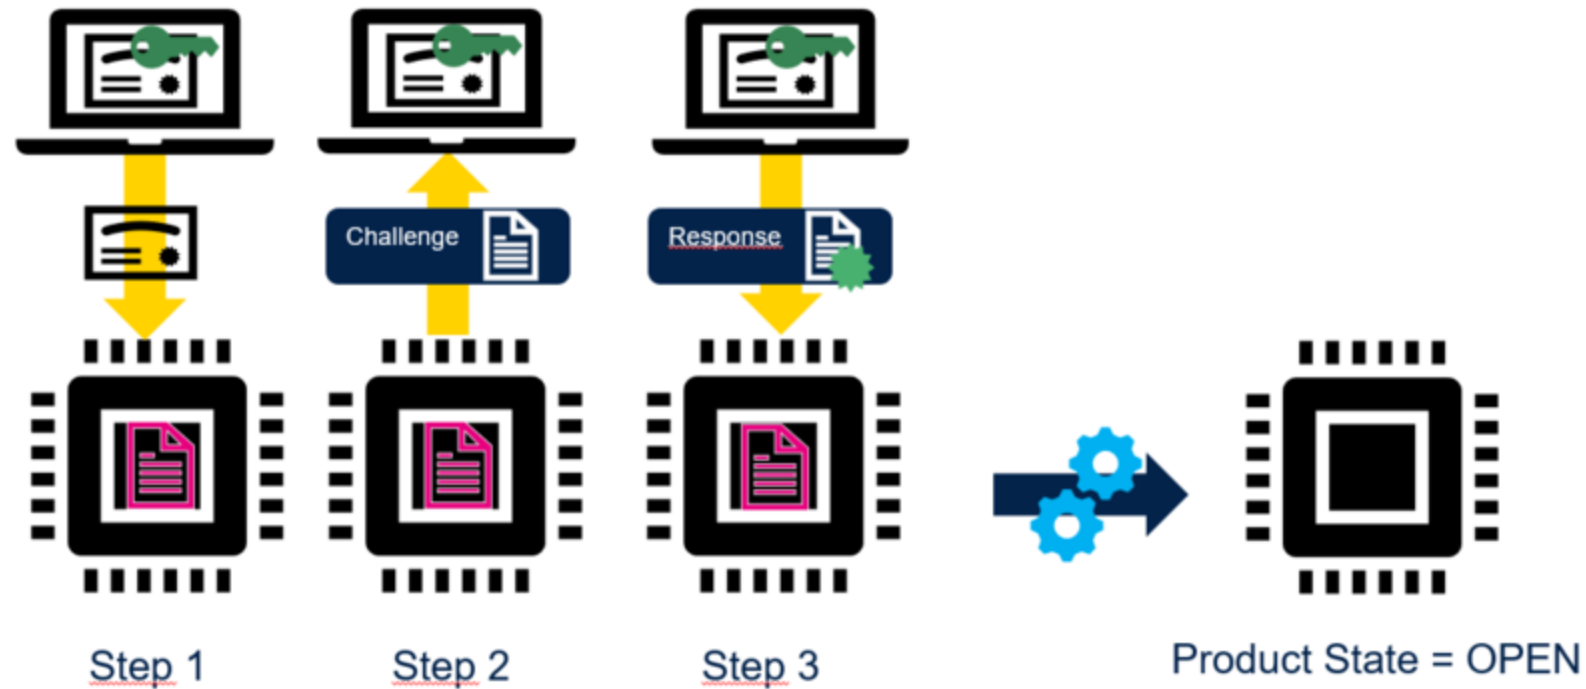 Challenge
Response
Step 1
Step 2
Step 3
Product State = OPEN